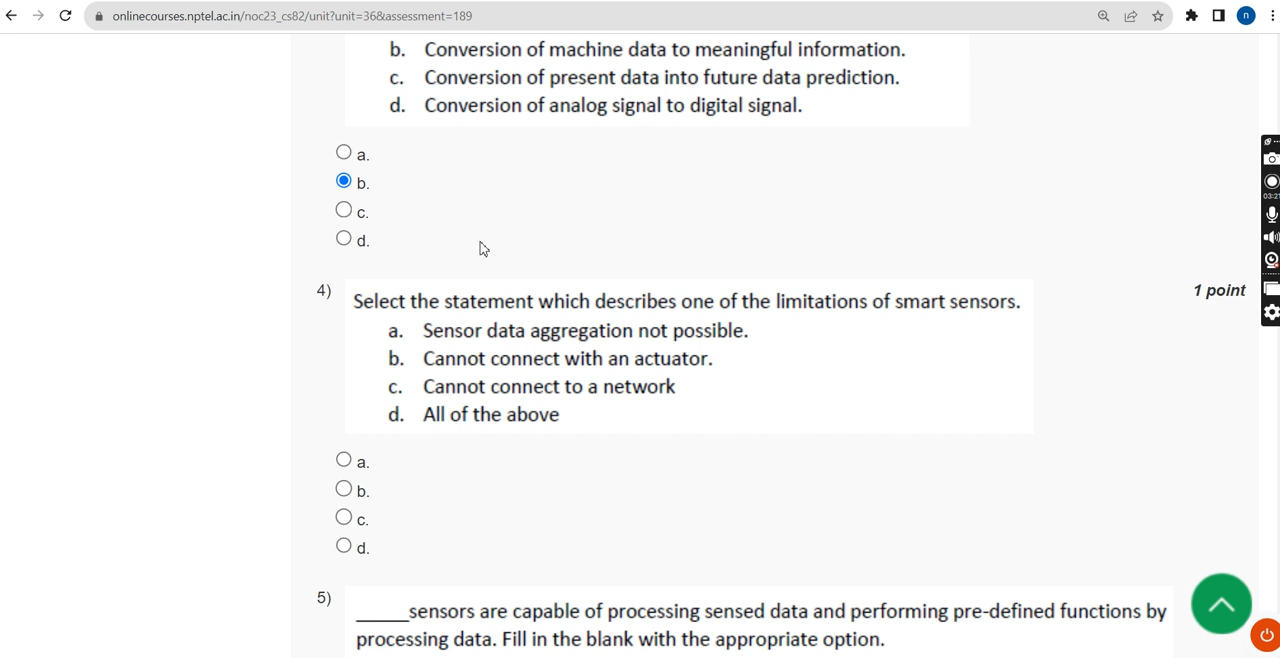 onlinecourses.nptel.ac.in/noc23_cs82/unit?unit=36&assessment=189
n
b. Conversion of machine data to meaningful information.
c. Conversion of present data into future data prediction.
d. Conversion of analog signal to digital signal.
a.
b.
c.
d.
4)
Select the statement which describes one of the limitations of smart sensors.
1 point
a. Sensor data aggregation not possible.
b. Cannot connect with an actuator.
c. Cannot connect to a network
d. All of the above
a.
b.
c.
d.
5)
_____sensors are capable of processing sensed data and performing pre-defined functions by
processing data. Fill in the blank with the appropriate option.